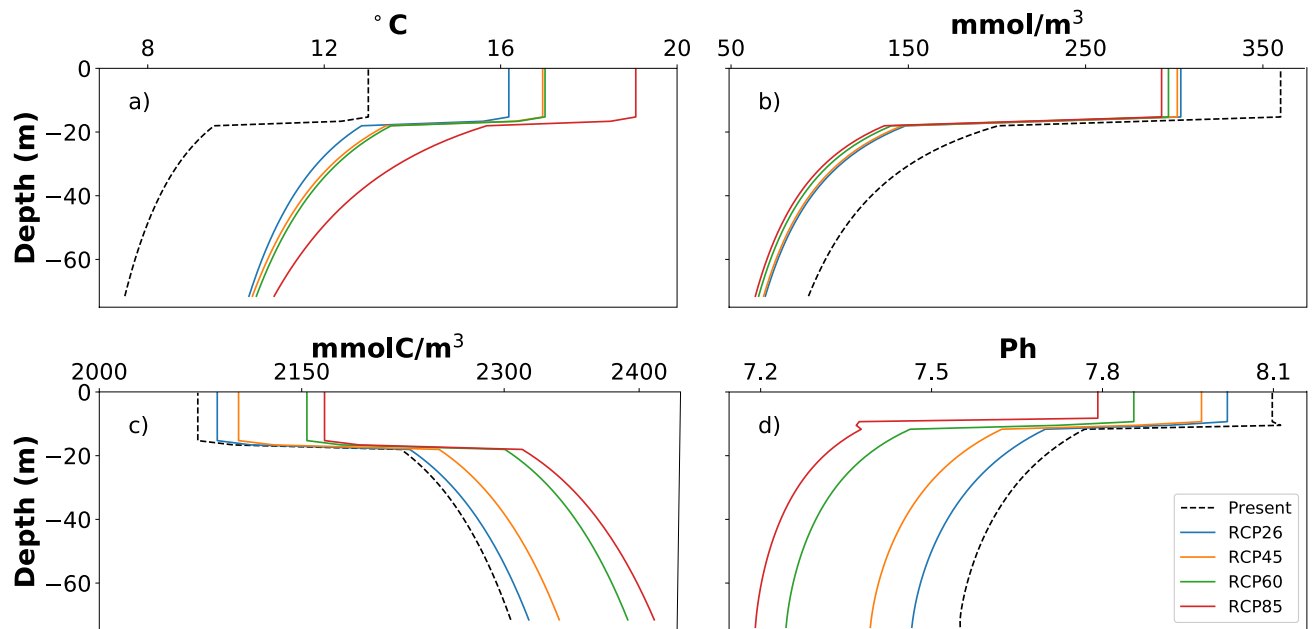 °C
8 12 16 20
0
−20
−40
−60
Depth (m)
a)
mmol/m³
50 150 250 350
0
−20
−40
−60
b)
mmolC/m³
2000 2150 2300 2400
0
−20
−40
−60
Depth (m)
c)
Ph
7.2 7.5 7.8 8.1
0
−20
−40
−60
d)
Present
RCP26
RCP45
RCP60
RCP85